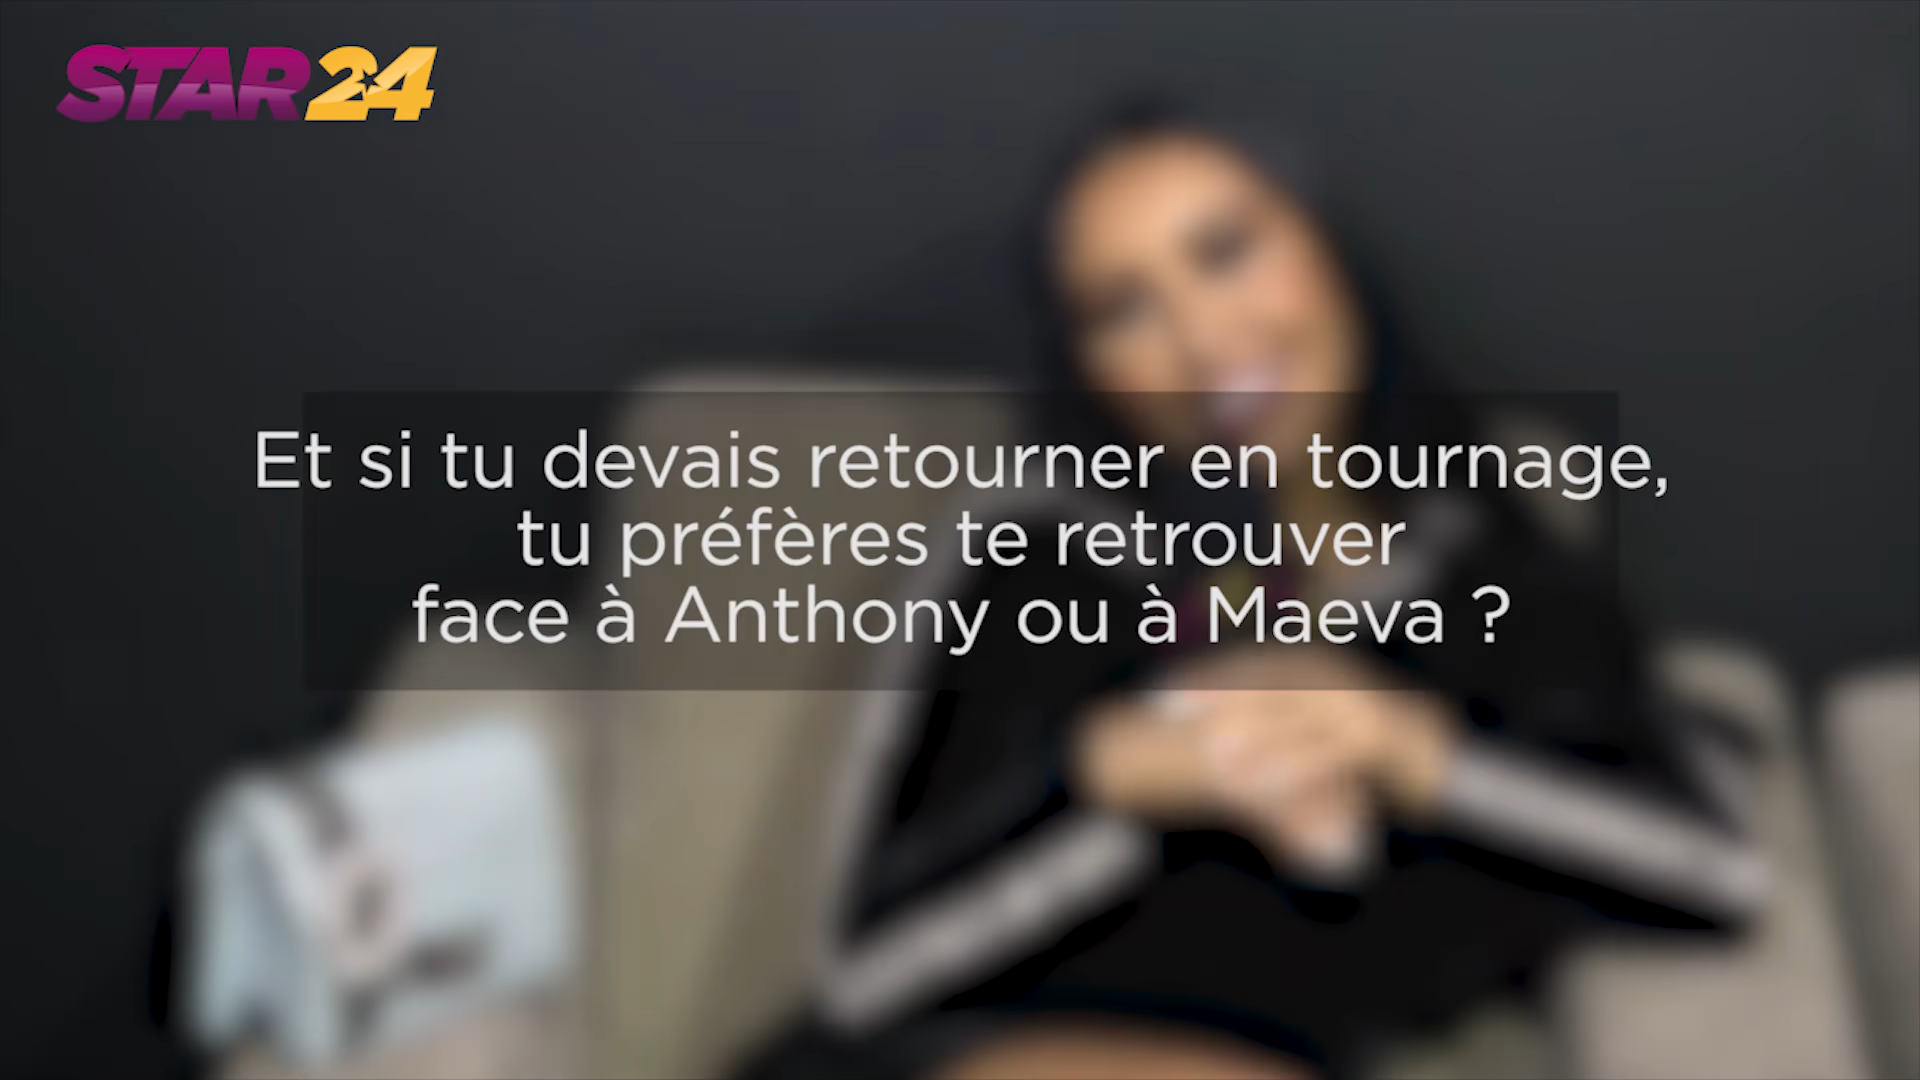 STAR24
Et si tu devais retourner en tournage,
tu préfères te retrouver
face à Anthony ou à Maeva ?